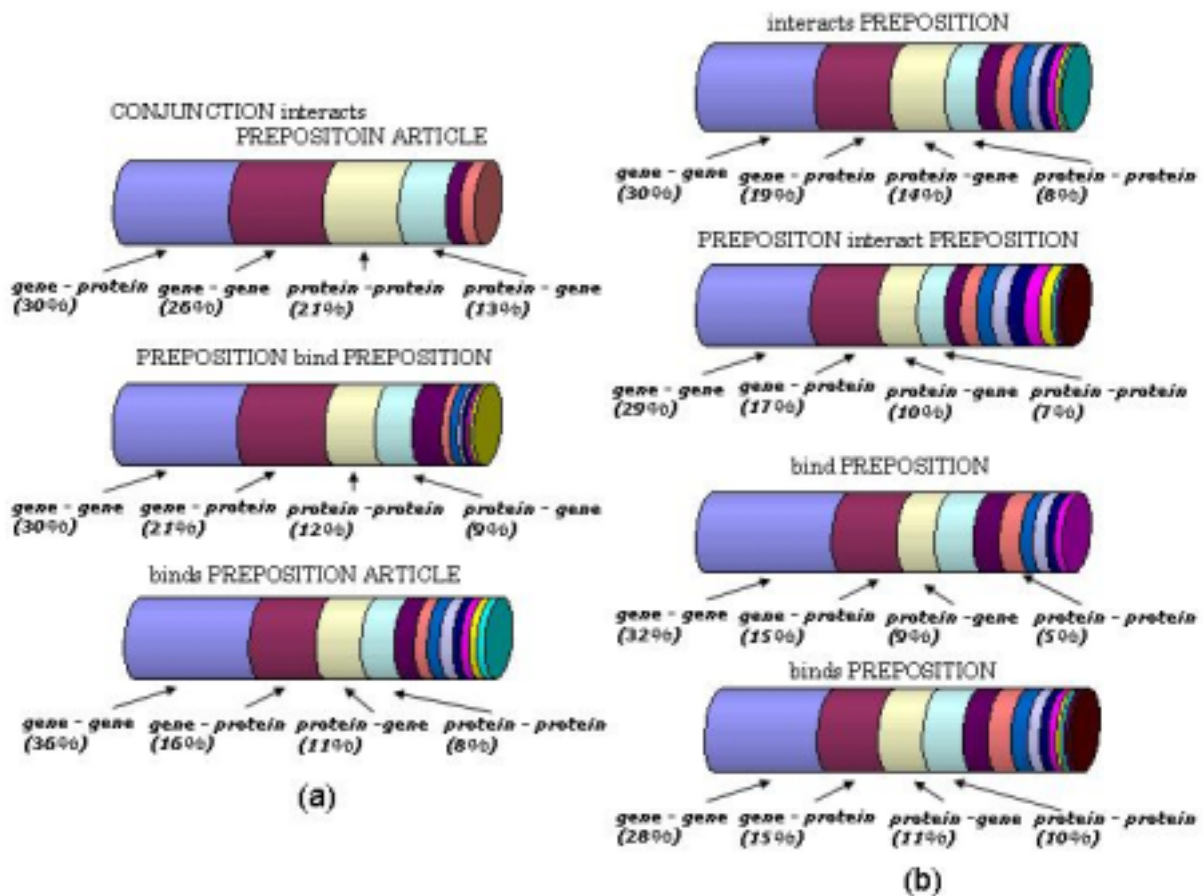 CONJUNCTION interacts
PREPOSITOIN ARTICLE
gene - protein gene - gene protein - protein protein - gene
(30%) (26%) (21%) (13%)
PREPOSITION bind PREPOSITION
gene - gene gene - protein protein - protein protein - gene
(30%) (21%) (12%) (9%)
binds PREPOSITION ARTICLE
gene - gene gene - protein protein - gene protein - protein
(36%) (16%) (11%) (8%)
(a)
interacts PREPOSITION
gene - gene gene - protein protein - gene protein - protein
(30%) (19%) (14%) (8%)
PREPOSITON interact PREPOSITION
gene - gene gene - protein protein - gene protein - protein
(29%) (17%) (10%) (7%)
bind PREPOSITION
gene - gene gene - protein protein - gene protein - protein
(32%) (15%) (9%) (5%)
binds PREPOSITION
gene - gene gene - protein protein - gene protein - protein
(28%) (15%) (11%) (10%)
(b)